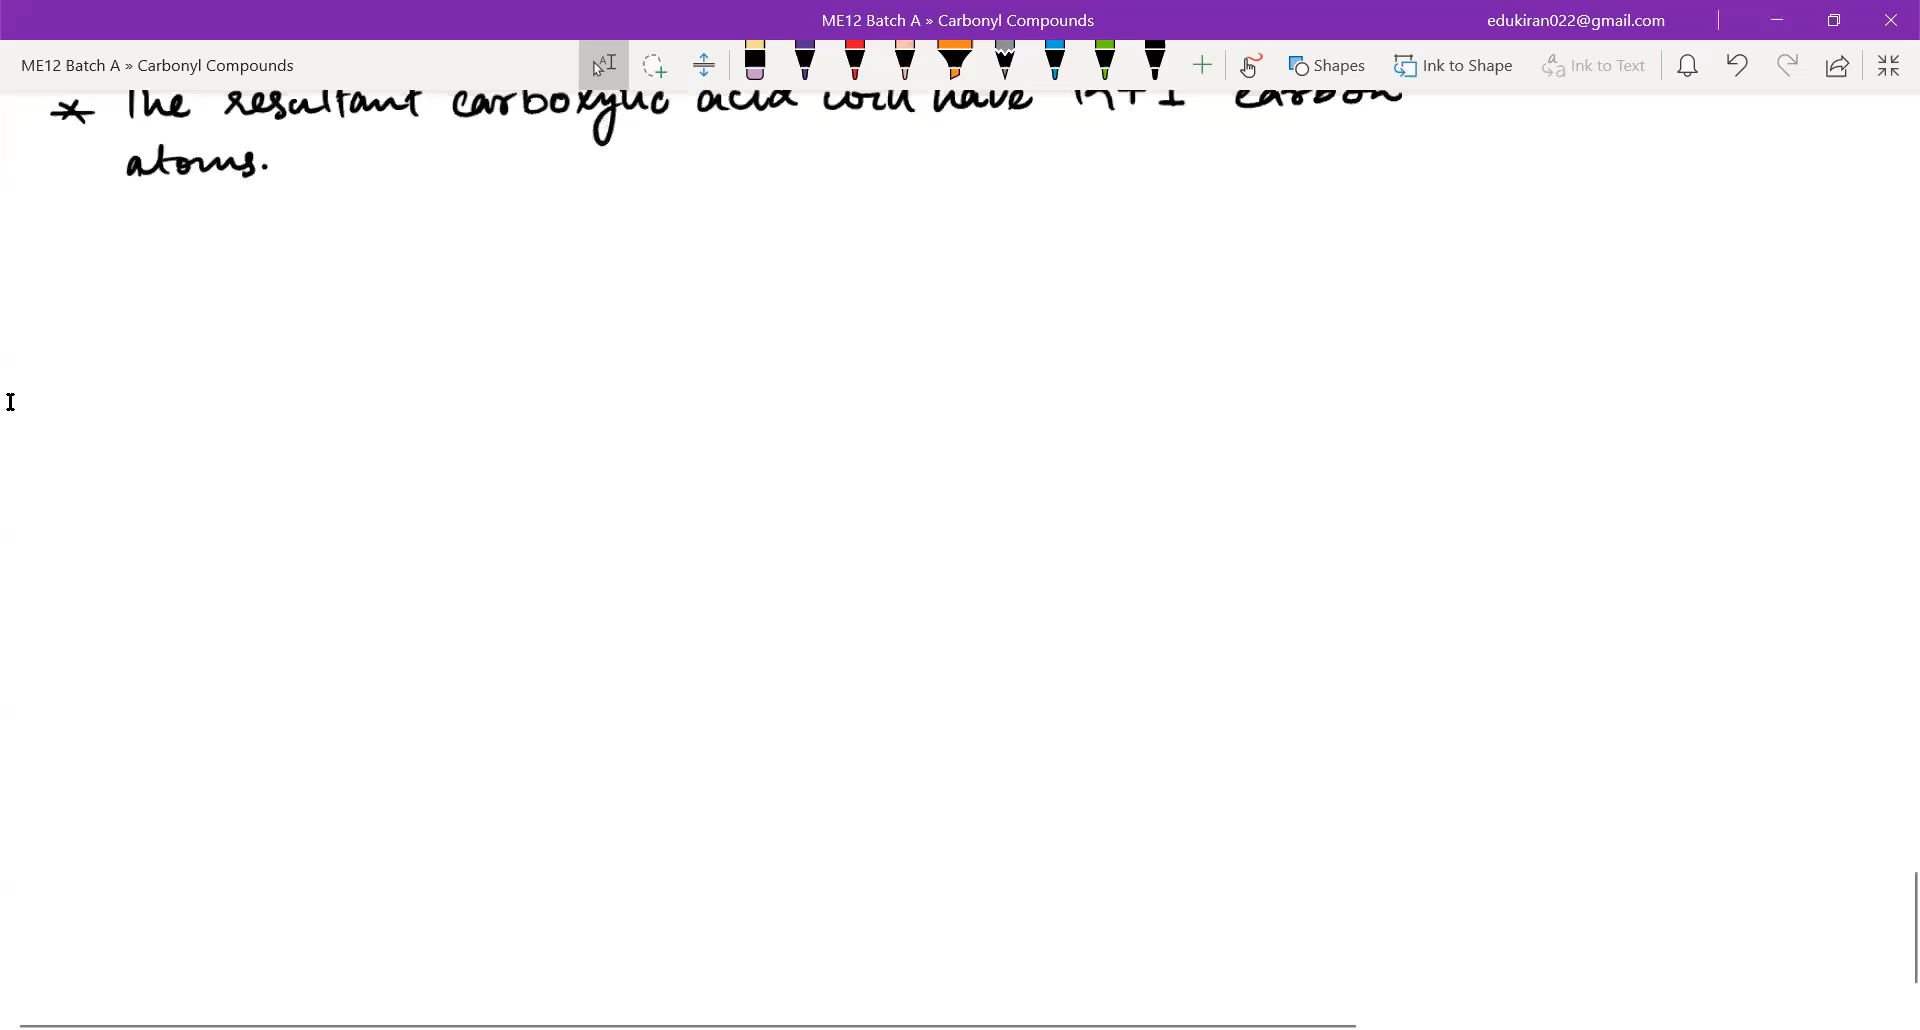 ME12 Batch A » Carbonyl Compounds
edukiran022@gmail.com
ME12 Batch A » Carbonyl Compounds
Shapes
Ink to Shape
Ink to Text
* The resultant carboxylic acid will have n+1 carbon
atoms.